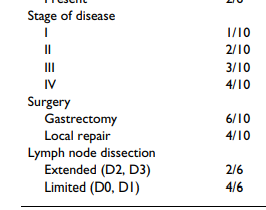 Stage of disease
I 1/10
II 2/10
III 3/10
IV 4/10
Surgery
Gastrectomy 6/10
Local repair 4/10
Lymph node dissection
Extended (D2, D3) 2/6
Limited (D0, D1) 4/6